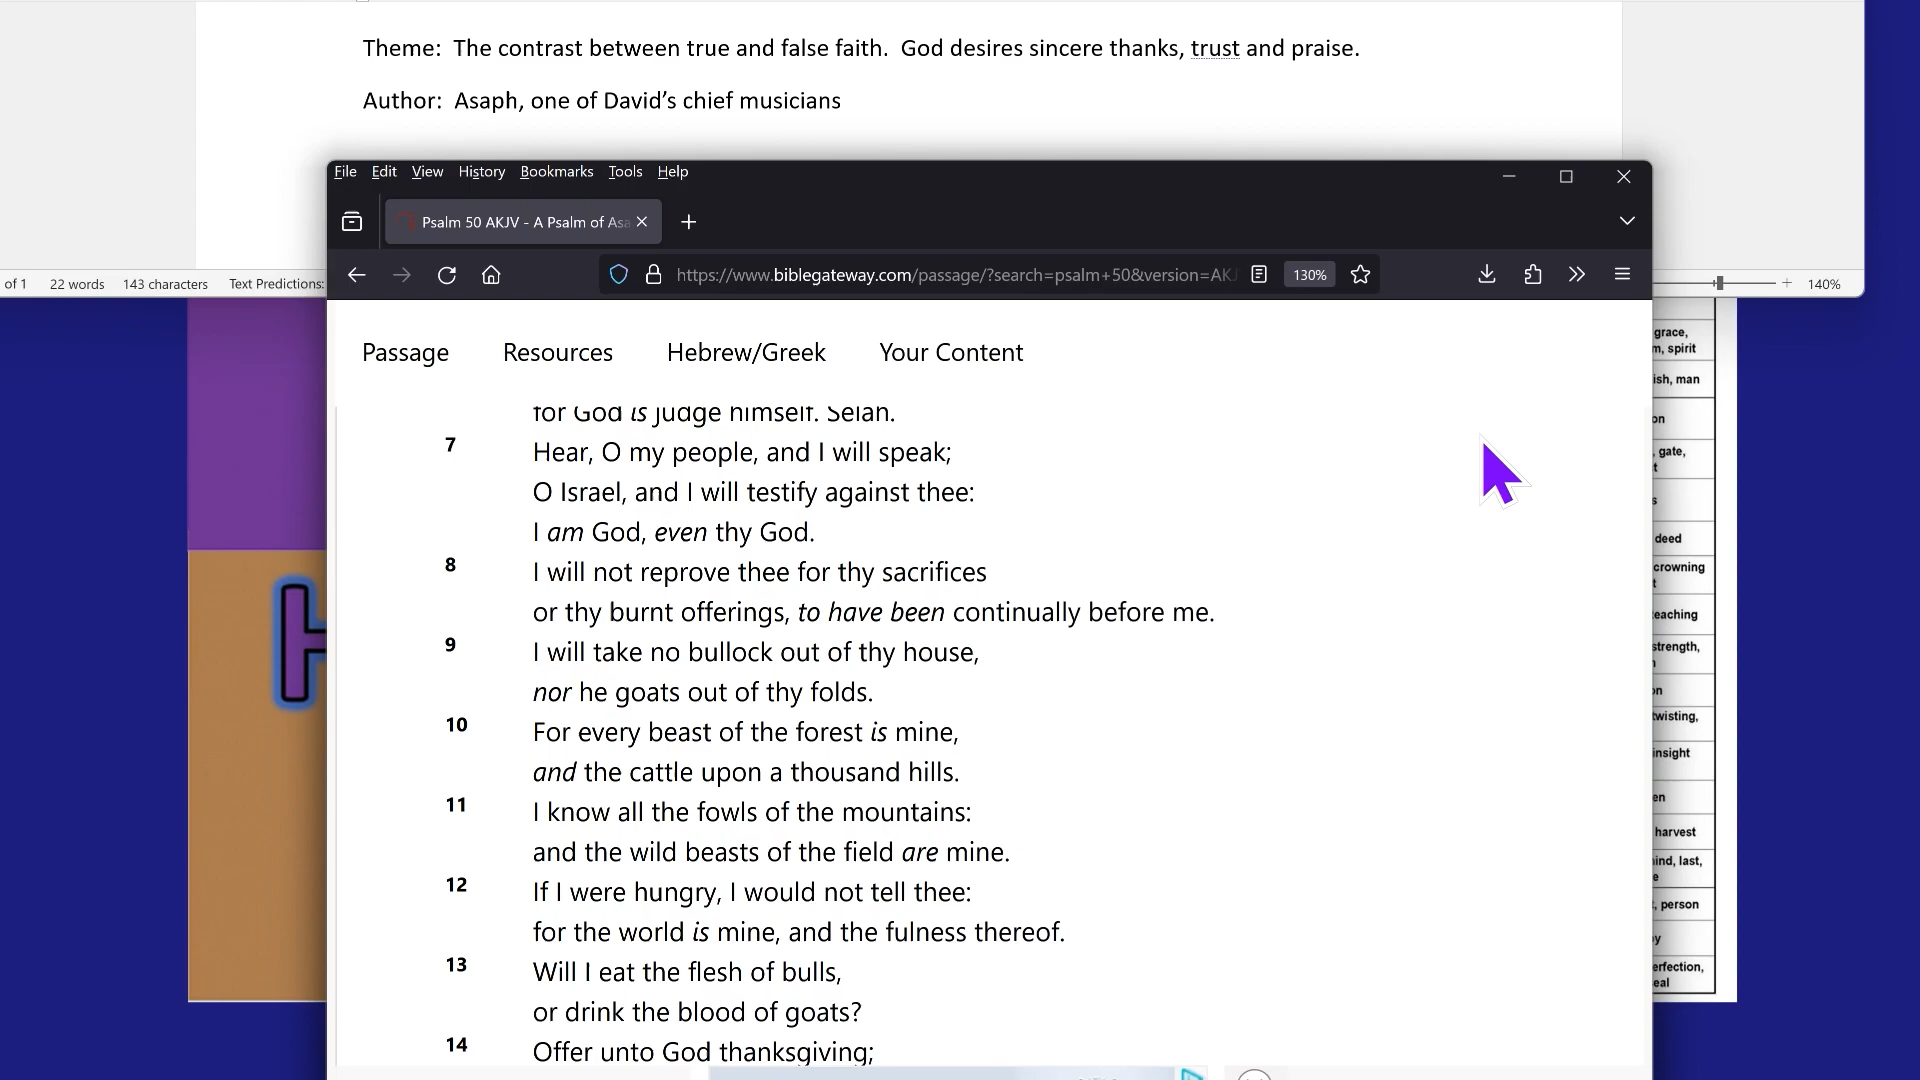 Theme:  The contrast between true and false faith.  God desires sincere thanks, trust and praise.
Author:  Asaph, one of David’s chief musicians
File Edit View History Bookmarks Tools Help
Psalm 50 AKJV - A Psalm of Asa
https://www.biblegateway.com/passage/?search=psalm+50&version=AKJ
130%
of 1 22 words 143 characters Text Predictions:
140%
Passage Resources Hebrew/Greek Your Content
for God is judge himself. Selah.
7 Hear, O my people, and I will speak;
O Israel, and I will testify against thee:
I am God, even thy God.
8 I will not reprove thee for thy sacrifices
or thy burnt offerings, to have been continually before me.
9 I will take no bullock out of thy house,
nor he goats out of thy folds.
10 For every beast of the forest is mine,
and the cattle upon a thousand hills.
11 I know all the fowls of the mountains:
and the wild beasts of the field are mine.
12 If I were hungry, I would not tell thee:
for the world is mine, and the fulness thereof.
13 Will I eat the flesh of bulls,
or drink the blood of goats?
14 Offer unto God thanksgiving;
H
grace,
m, spirit
ish, man
on
, gate,
t
s
deed
crowning
t
eaching
strength,
n
on
twisting,
insight
en
harvest
ind, last,
e
, person
y
erfection,
eal